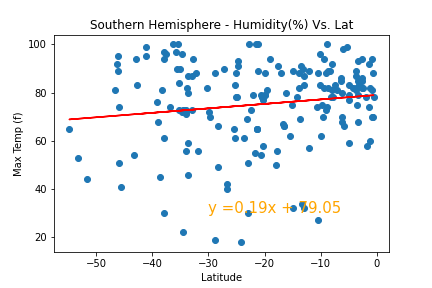 Southern Hemisphere - Humidity(%) Vs. Lat
Max Temp (f)
100
80
60
40
20
y =0.19x + 79.05
−50
−40
−30
−20
−10
0
Latitude